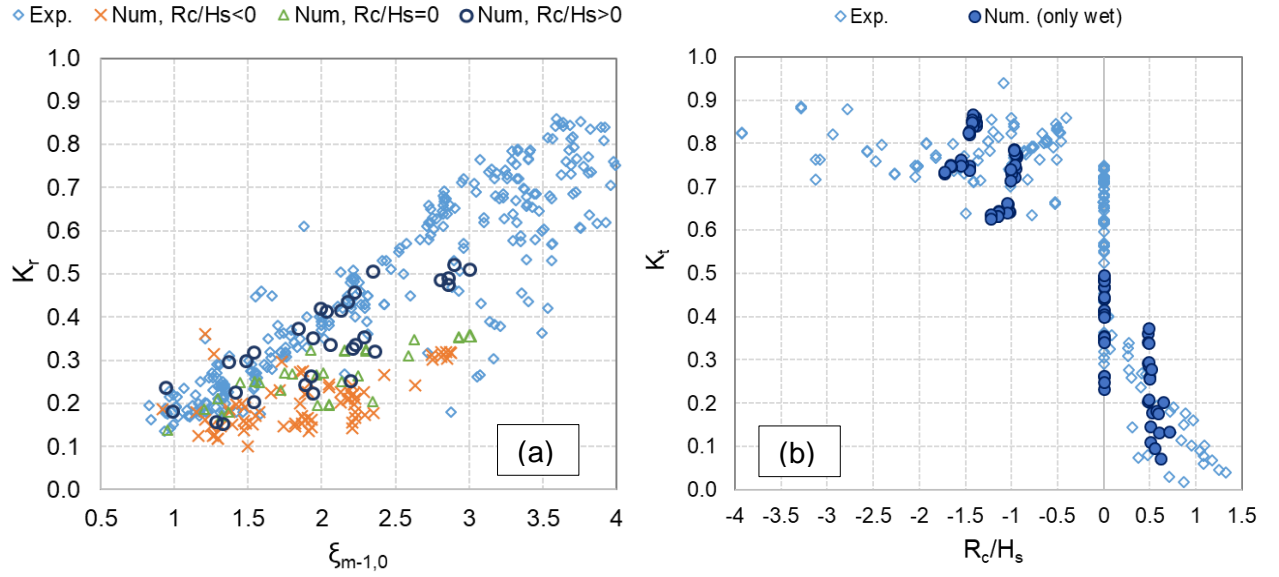 Exp. Num, Rc/Hs<0 Num, Rc/Hs=0 Num, Rc/Hs>0
1.0
0.9
0.8
0.7
0.6
0.5
0.4
0.3
0.2
0.1
0.0
Kr
0.5 1 1.5 2 2.5 3 3.5 4
ξm-1,0
(a)
Exp. Num. (only wet)
1.0
0.9
0.8
0.7
0.6
0.5
0.4
0.3
0.2
0.1
0.0
Kt
-4 -3.5 -3 -2.5 -2 -1.5 -1 -0.5 0 0.5 1 1.5
Rc/Hs
(b)